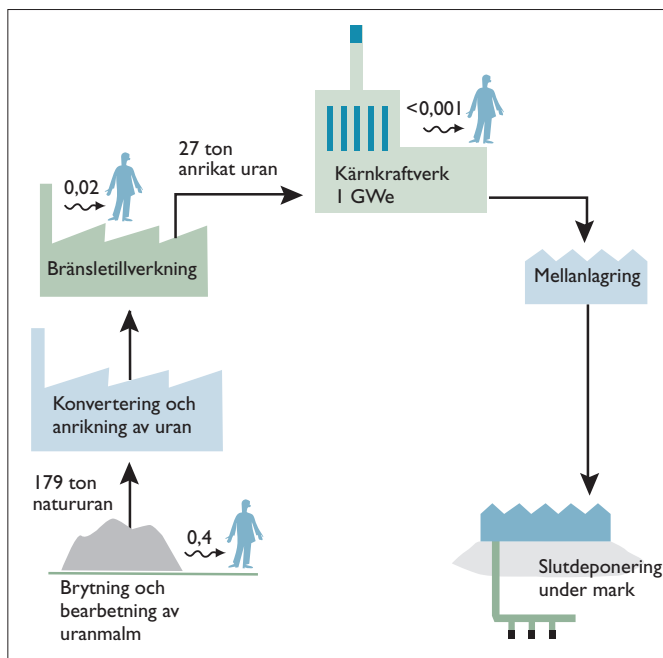 <0,001
27 ton
anrikat uran
Kärnkraftverk
1 GWe
0,02
Bränsletillverkning
Mellanlagring
Konvertering och
anrikning av uran
179 ton
natururan
0,4
Brytning och
bearbetning av
uranmalm
Slutdeponering
under mark